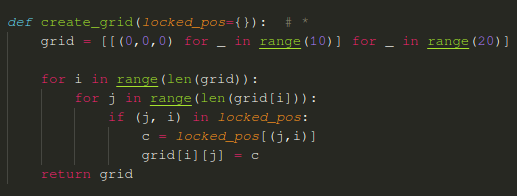 def create_grid(locked_pos={}):  # *
    grid = [[(0,0,0) for _ in range(10)] for _ in range(20)]

    for i in range(len(grid)):
        for j in range(len(grid[i])):
            if (j, i) in locked_pos:
                c = locked_pos[(j,i)]
                grid[i][j] = c
    return grid